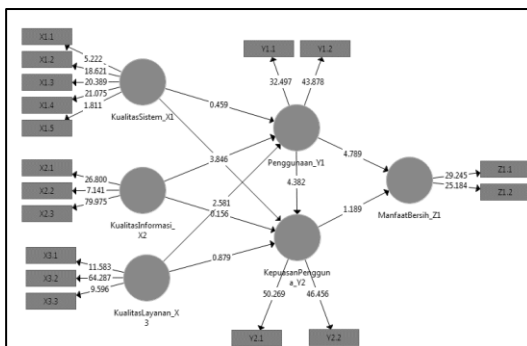 X1.1
X1.2
X1.3
X1.4
X1.5
5.222
18.621
20.389
21.075
1.811
KualitasSistem_X1
X2.1
X2.2
X2.3
26.800
7.141
79.975
KualitasInformasi_
X2
X3.1
X3.2
X3.3
11.583
64.287
9.596
KualitasLayanan_X
3
0.459
3.846
2.581
0.156
0.879
Y1.1
Y1.2
32.497
43.878
Penggunaan_Y1
4.382
4.789
1.189
KepuasanPenggun
a_Y2
50.269
46.456
Y2.1
Y2.2
ManfaatBersih_Z1
29.245
25.184
Z1.1
Z1.2